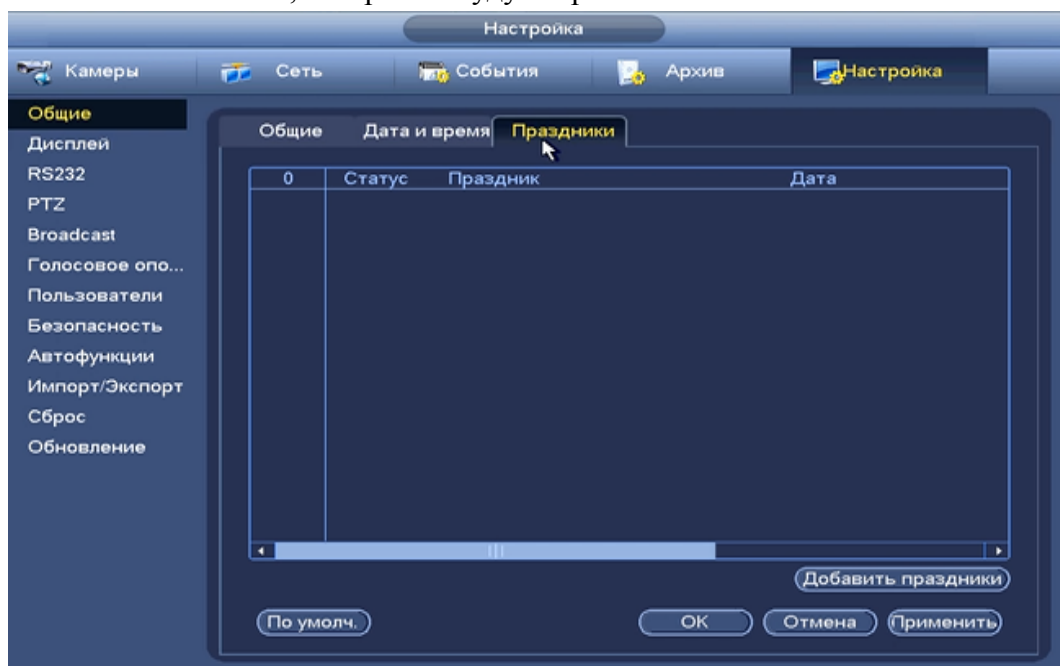 Настройка
Камеры Сеть События Архив Настройка
Общие
Дисплей
RS232
PTZ
Broadcast
Голосовое опо...
Пользователи
Безопасность
Автофункции
Импорт/Экспорт
Сброс
Обновление
Общие Дата и время Праздники
0 Статус Праздник Дата
Добавить праздники
По умолч. OK Отмена Применить